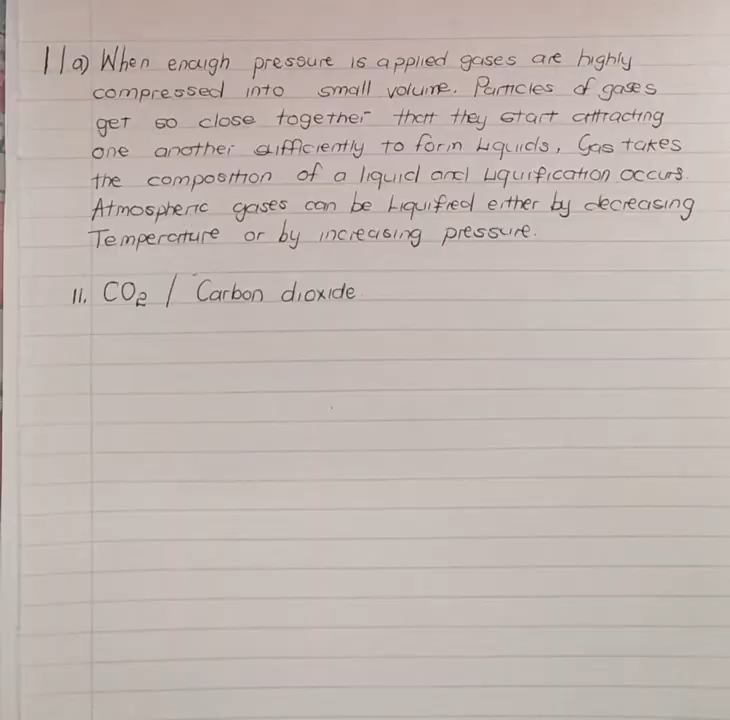 11a) When enough pressure is applied gases are highly
compressed into small volume. Particles of gases
get so close together that they start attracting
one another sufficiently to form liquids, Gas takes
the composition of a liquid and liquification occurs.
Atmospheric gases can be liquified either by decreasing
Temperature or by increasing pressure.
11. CO₂ / Carbon dioxide